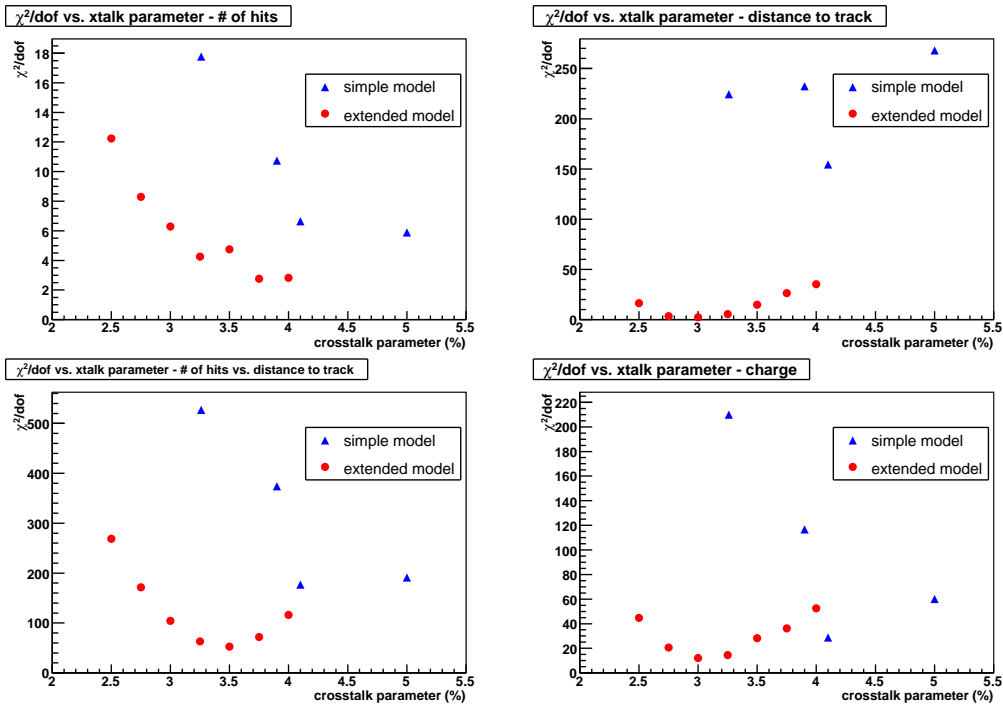 χ²/dof vs. xtalk parameter - # of hits
χ²/dof
18
16
14
12
10
8
6
4
2
0
simple model
extended model
2 2.5 3 3.5 4 4.5 5 5.5
crosstalk parameter (%)
χ²/dof vs. xtalk parameter - distance to track
χ²/dof
250
200
150
100
50
0
simple model
extended model
2 2.5 3 3.5 4 4.5 5 5.5
crosstalk parameter (%)
χ²/dof vs. xtalk parameter - # of hits vs. distance to track
χ²/dof
500
400
300
200
100
0
simple model
extended model
2 2.5 3 3.5 4 4.5 5 5.5
crosstalk parameter (%)
χ²/dof vs. xtalk parameter - charge
χ²/dof
220
200
180
160
140
120
100
80
60
40
20
0
simple model
extended model
2 2.5 3 3.5 4 4.5 5 5.5
crosstalk parameter (%)